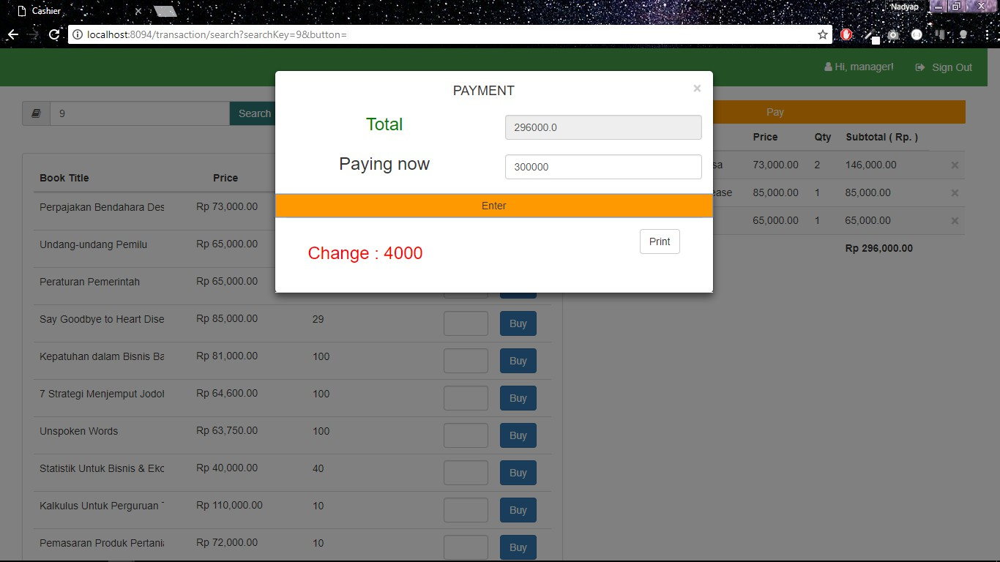 Cashier
Nadyap
localhost:8094/transaction/search?searchKey=9&button=
Hi, manager! Sign Out
9 Search
PAYMENT ×
Total 296000.0
Paying now 300000
Enter
Change : 4000 Print
Book Title Price
Perpajakan Bendahara Des Rp 73,000.00
Undang-undang Pemilu Rp 65,000.00
Peraturan Pemerintah Rp 65,000.00
Say Goodbye to Heart Dise Rp 85,000.00 29 Buy
Kepatuhan dalam Bisnis Ba Rp 81,000.00 100 Buy
7 Strategi Menjemput Jodol Rp 64,600.00 100 Buy
Unspoken Words Rp 63,750.00 100 Buy
Statistik Untuk Bisnis & Ekc Rp 40,000.00 40 Buy
Kalkulus Untuk Perguruan Rp 110,000.00 10 Buy
Pemasaran Produk Pertania Rp 72,000.00 10 Buy
Pay
Price Qty Subtotal ( Rp. )
sa 73,000.00 2 146,000.00 ×
ease 85,000.00 1 85,000.00 ×
65,000.00 1 65,000.00 ×
Rp 296,000.00